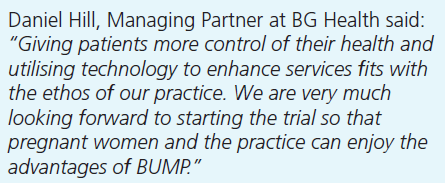 Daniel Hill, Managing Partner at BG Health said:
“Giving patients more control of their health and
utilising technology to enhance services fits with
the ethos of our practice. We are very much
looking forward to starting the trial so that
pregnant women and the practice can enjoy the
advantages of BUMP.”